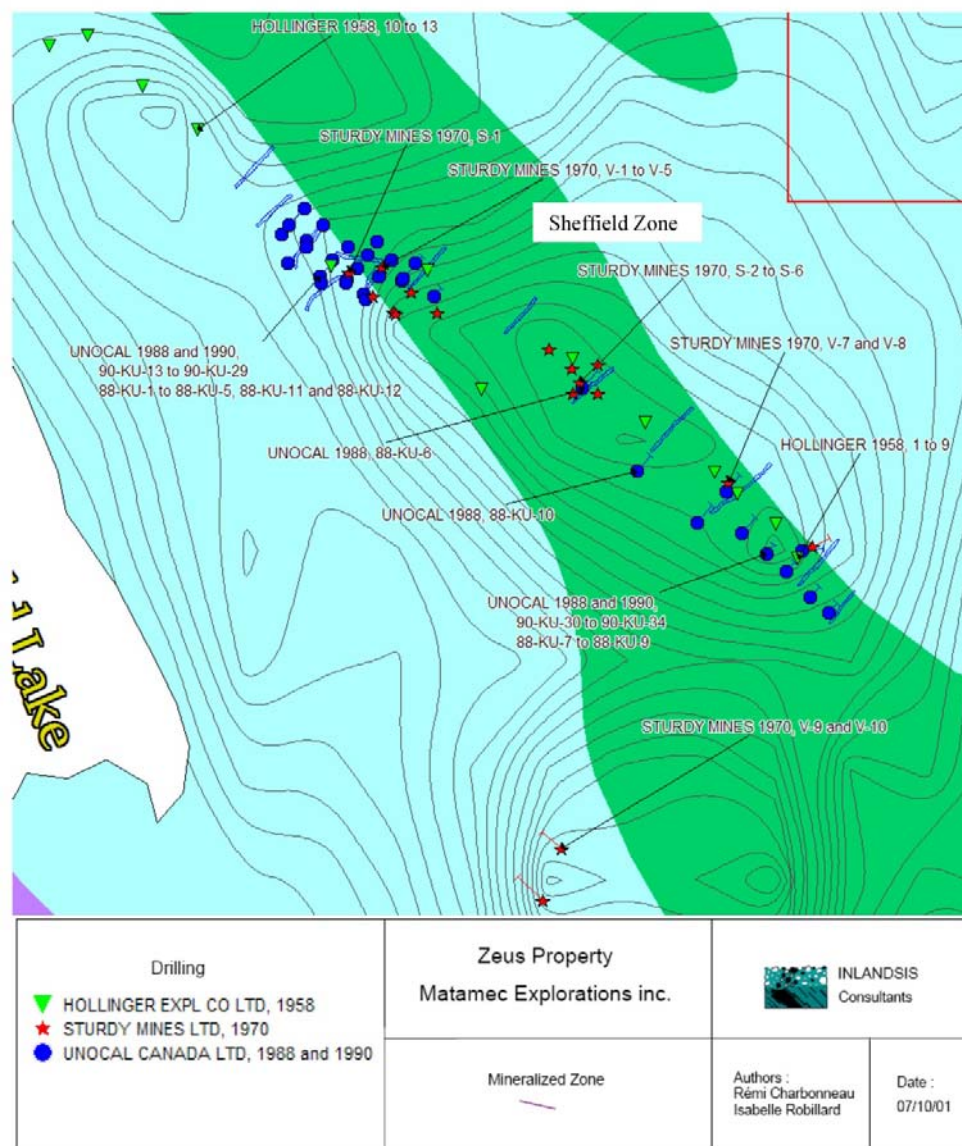 HOLLINGER 1958, 10 to 13
STURDY MINES 1970, S-1
STURDY MINES 1970, V-1 to V-5
Sheffield Zone
STURDY MINES 1970, S-2 to S-6
UNOCAL 1988 and 1990,
90-KU-13 to 90-KU-29
88-KU-1 to 88-KU-5, 88-KU-11 and 88-KU-12
STURDY MINES 1970, V-7 and V-8
UNOCAL 1988, 88-KU-6
HOLLINGER 1958, 1 to 9
UNOCAL 1988, 88-KU-10
UNOCAL 1988 and 1990,
90-KU-30 to 90-KU-34
88-KU-7 to 88-KU-9
Lake
STURDY MINES 1970, V-9 and V-10
Drilling
HOLLINGER EXPL CO LTD, 1958
STURDY MINES LTD, 1970
UNOCAL CANADA LTD, 1988 and 1990
Zeus Property
Matamec Explorations inc.
Mineralized Zone
INLANDSIS
Consultants
Authors :
Rémi Charbonneau
Isabelle Robillard
Date :
07/10/01